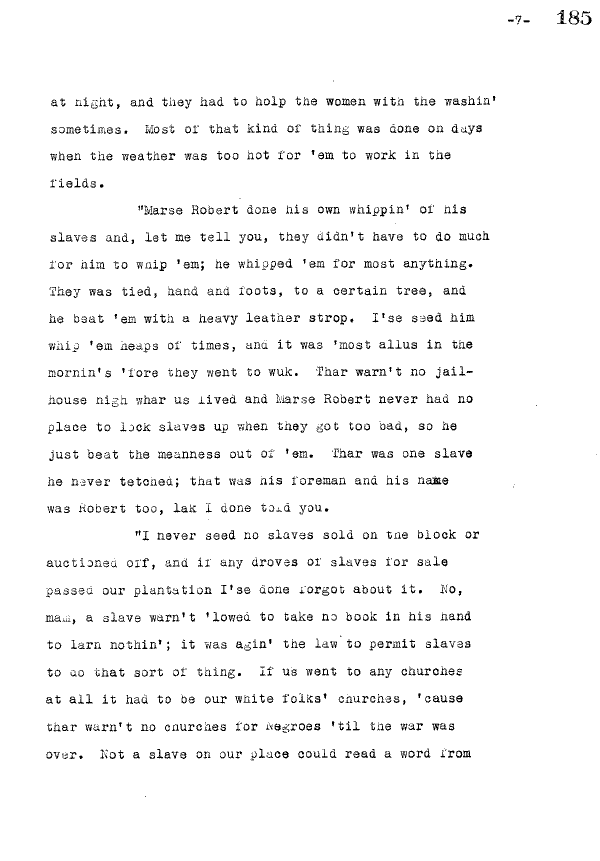 -7- 185
at night, and they had to holp the women with the washin'
sometimes. Most of that kind of thing was done on days
when the weather was too hot for 'em to work in the
fields.
"Marse Robert done his own whippin' of his
slaves and, let me tell you, they didn't have to do much
for him to whip 'em; he whipped 'em for most anything.
They was tied, hand and foots, to a certain tree, and
he beat 'em with a heavy leather strop. I'se seed him
whip 'em heaps of times, and it was 'most allus in the
mornin's 'fore they went to wuk. Thar warn't no jail-
house nigh whar us lived and Marse Robert never had no
place to lock slaves up when they got too bad, so he
just beat the meanness out of 'em. Thar was one slave
he never tetched; that was his foreman and his name
was Robert too, lak I done told you.
"I never seed no slaves sold on the block or
auctioned off, and if any droves of slaves for sale
passed our plantation I'se done forgot about it. No,
mam, a slave warn't 'lowed to take no book in his hand
to larn nothin'; it was agin' the law to permit slaves
to do that sort of thing. If us went to any churches
at all it had to be our white folks' churches, 'cause
thar warn't no churches for Negroes 'til the war was
over. Not a slave on our place could read a word from